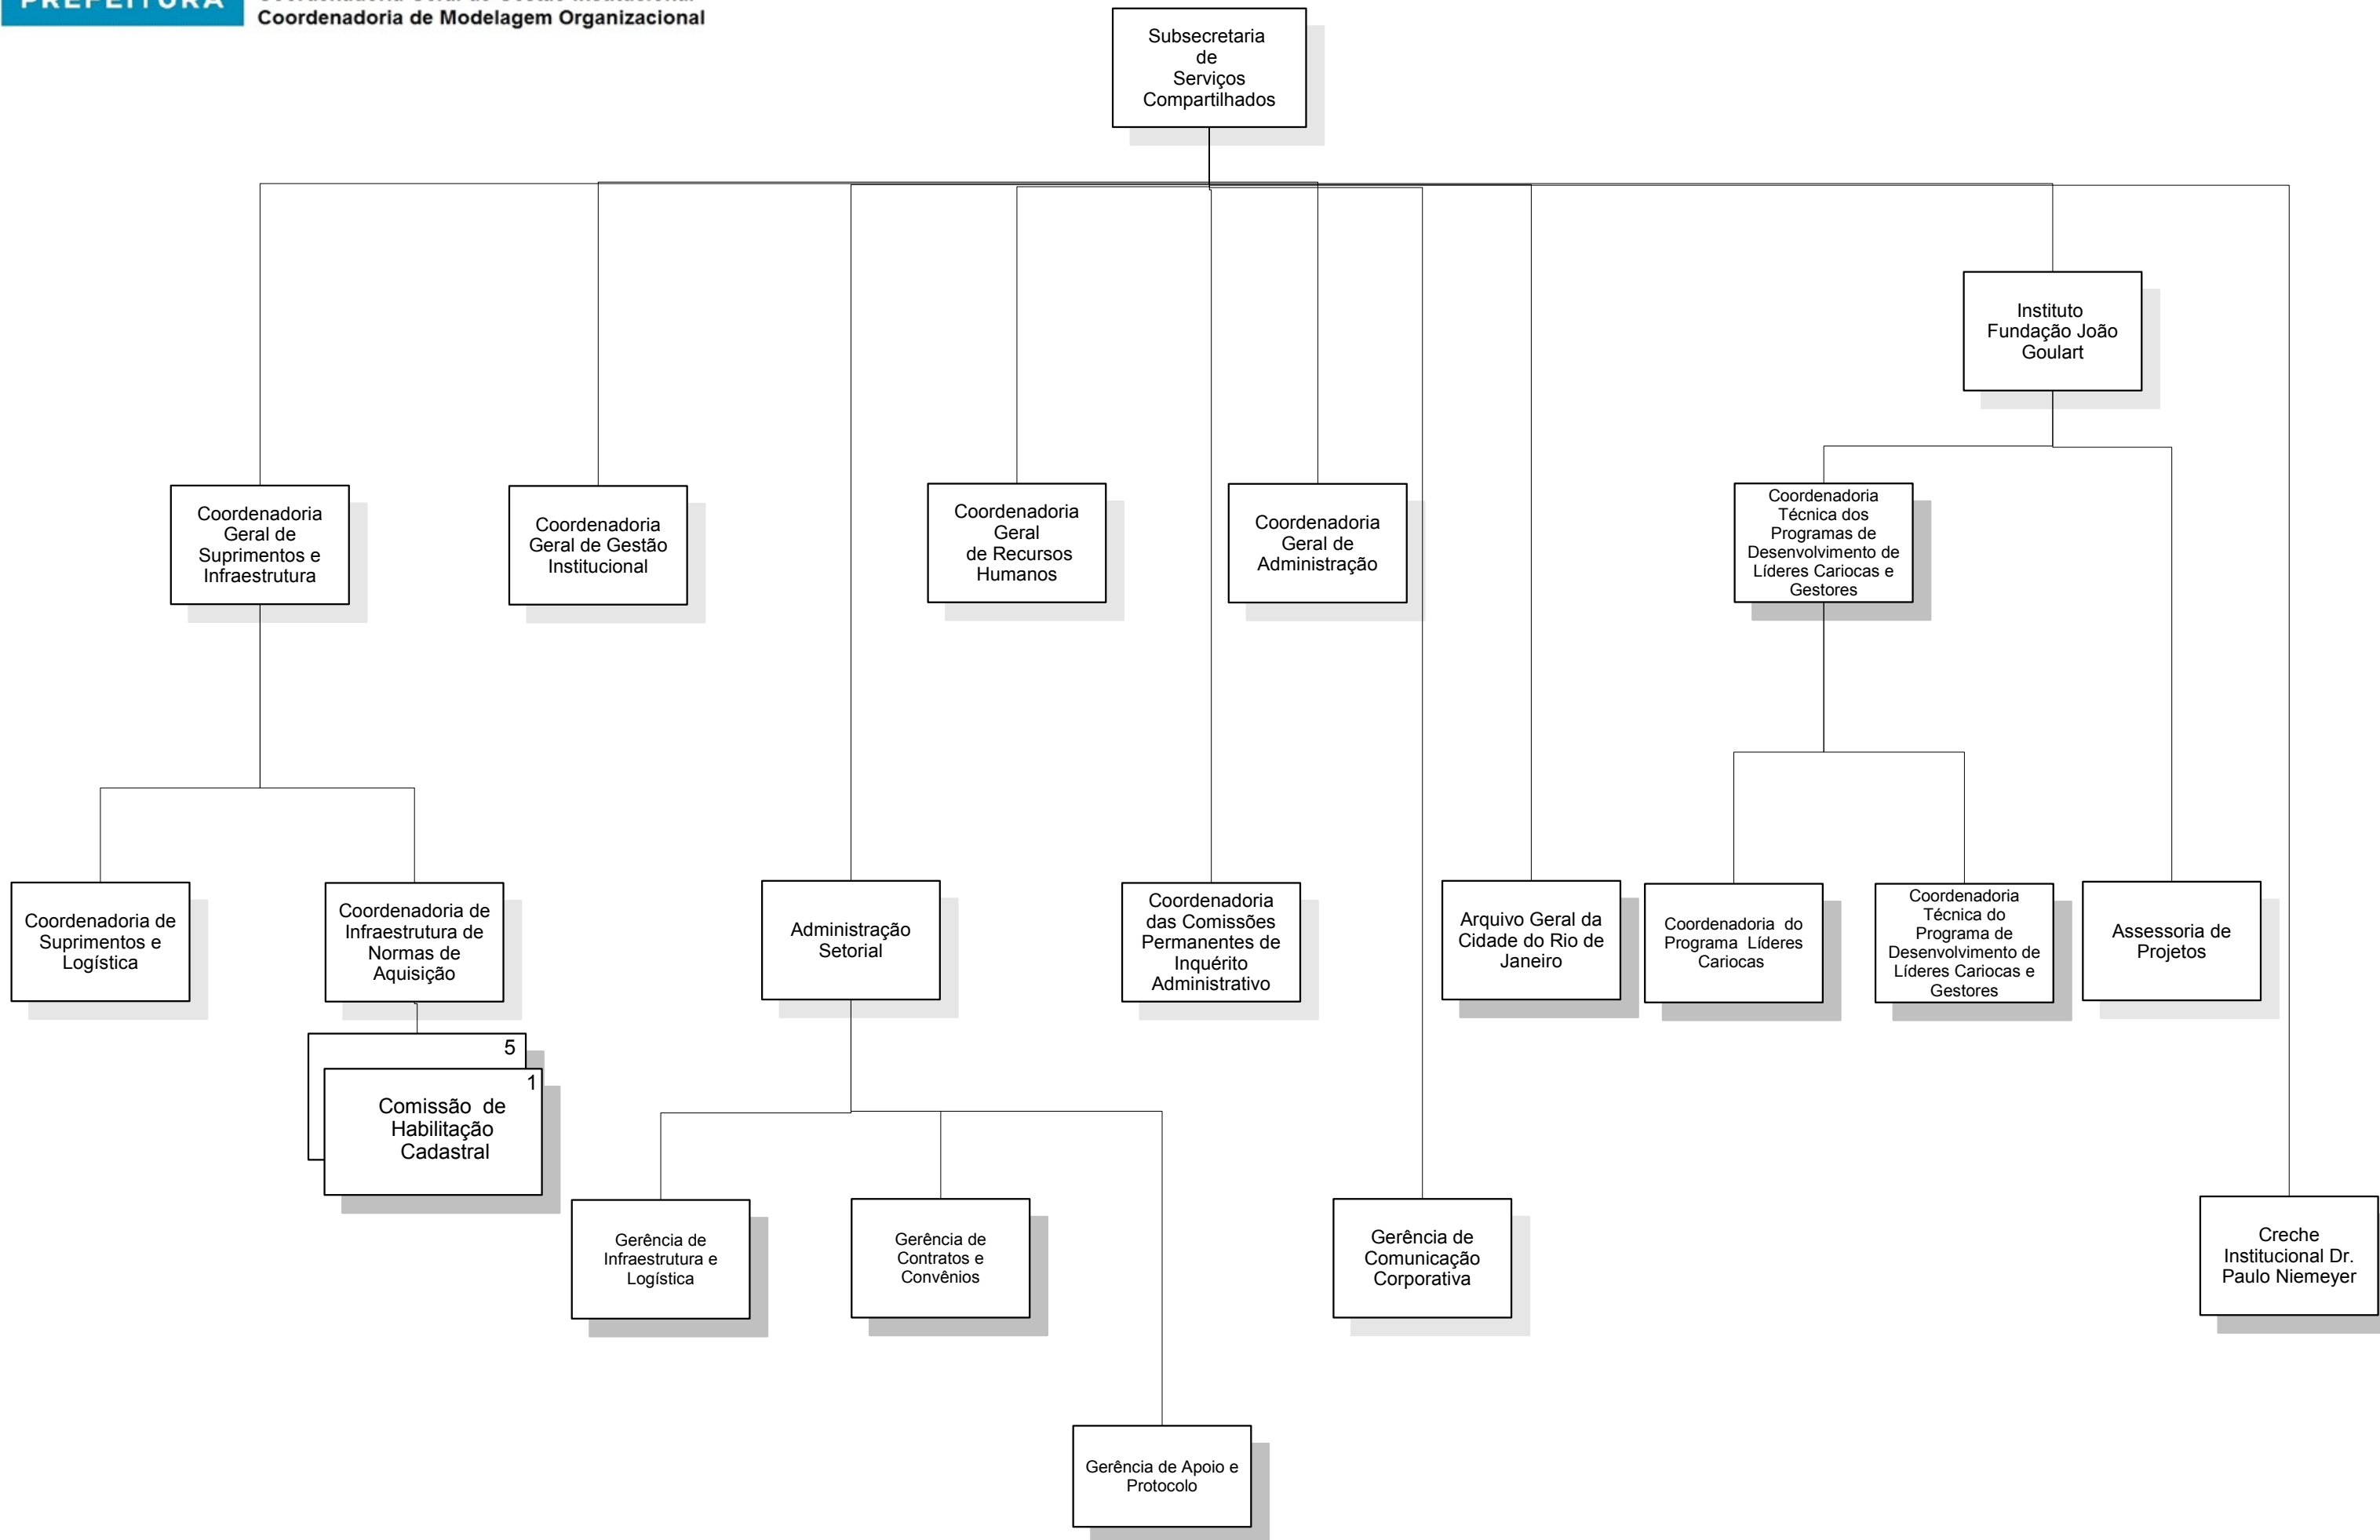 PREFEITURA
Coordenadoria Geral de Gestão Institucional
Coordenadoria de Modelagem Organizacional
Subsecretaria
de
Serviços
Compartilhados
Instituto
Fundação João
Goulart
Coordenadoria
Geral de
Suprimentos e
Infraestrutura
Coordenadoria
Geral de Gestão
Institucional
Coordenadoria
Geral
de Recursos
Humanos
Coordenadoria
Geral de
Administração
Coordenadoria
Técnica dos
Programas de
Desenvolvimento de
Líderes Cariocas e
Gestores
Coordenadoria de
Suprimentos e
Logística
Coordenadoria de
Infraestrutura de
Normas de
Aquisição
Administração
Setorial
Coordenadoria
das Comissões
Permanentes de
Inquérito
Administrativo
Arquivo Geral da
Cidade do Rio de
Janeiro
Coordenadoria do
Programa Líderes
Cariocas
Coordenadoria
Técnica do
Programa de
Desenvolvimento de
Líderes Cariocas e
Gestores
Assessoria de
Projetos
5
1
Comissão de
Habilitação
Cadastral
Gerência de
Infraestrutura e
Logística
Gerência de
Contratos e
Convênios
Gerência de
Comunicação
Corporativa
Creche
Institucional Dr.
Paulo Niemeyer
Gerência de Apoio e
Protocolo